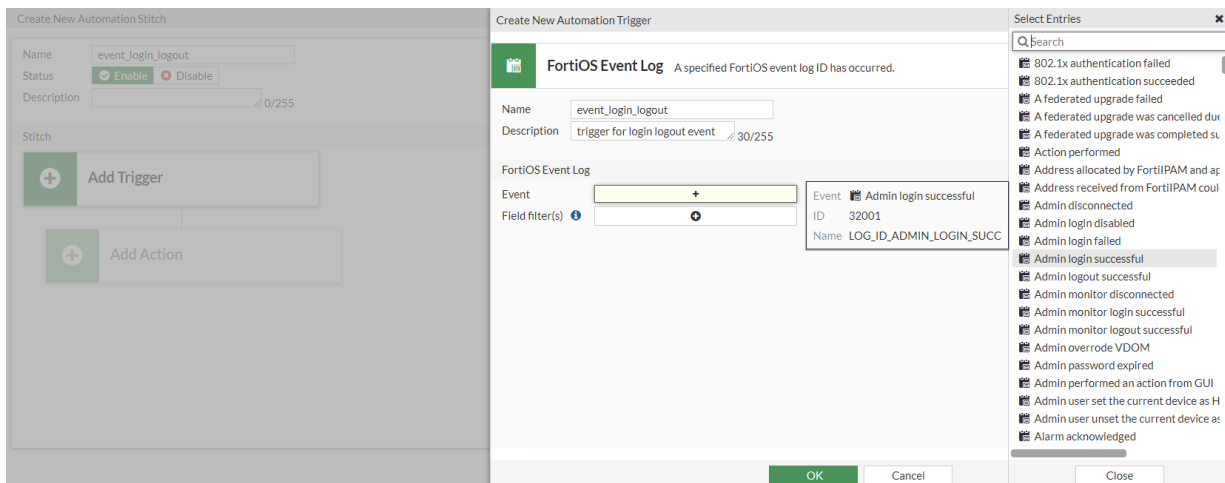 Create New Automation Stitch
Name event_login_logout
Status Enable Disable
Description 0/255
Stitch
Add Trigger
Add Action
Create New Automation Trigger
FortiOS Event Log A specified FortiOS event log ID has occurred.
Name event_login_logout
Description trigger for login logout event 30/255
FortiOS Event Log
Event +
Field filter(s)
Event Admin login successful
ID 32001
Name LOG_ID_ADMIN_LOGIN_SUCC
OK Cancel
Select Entries
Search
802.1x authentication failed
802.1x authentication succeeded
A federated upgrade failed
A federated upgrade was cancelled due
A federated upgrade was completed su
Action performed
Address allocated by FortiIPAM and ap
Address received from FortiIPAM coul
Admin disconnected
Admin login disabled
Admin login failed
Admin login successful
Admin logout successful
Admin monitor disconnected
Admin monitor login successful
Admin monitor logout successful
Admin overrode VDOM
Admin password expired
Admin performed an action from GUI
Admin user set the current device as H
Admin user unset the current device as
Alarm acknowledged
Close